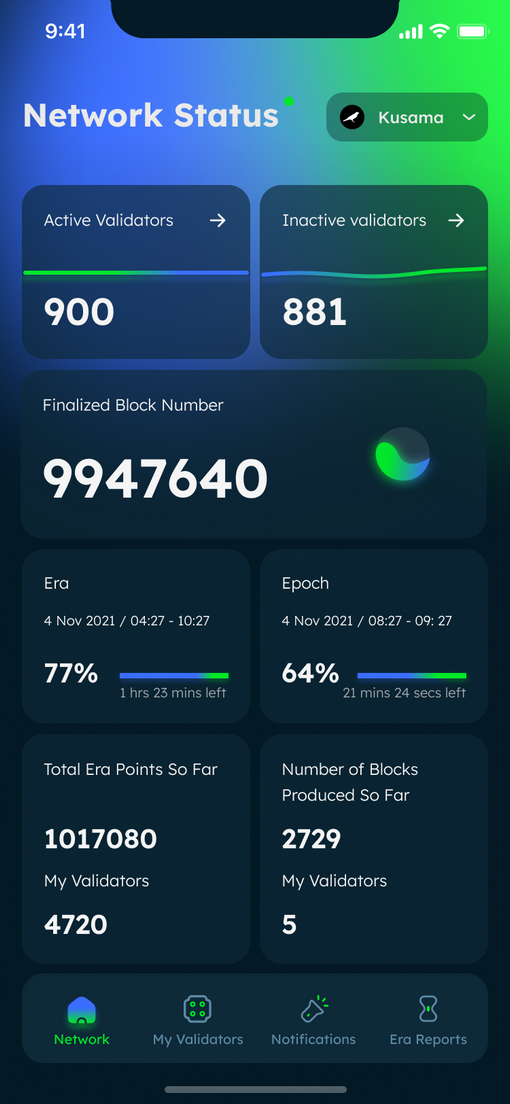 9:41
Network Status
Kusama
Active Validators
900
Inactive validators
881
Finalized Block Number
9947640
Era
4 Nov 2021 / 04:27 - 10:27
77%
1 hrs 23 mins left
Epoch
4 Nov 2021 / 08:27 - 09: 27
64%
21 mins 24 secs left
Total Era Points So Far
1017080
My Validators
4720
Number of Blocks
Produced So Far
2729
My Validators
5
Network
My Validators
Notifications
Era Reports